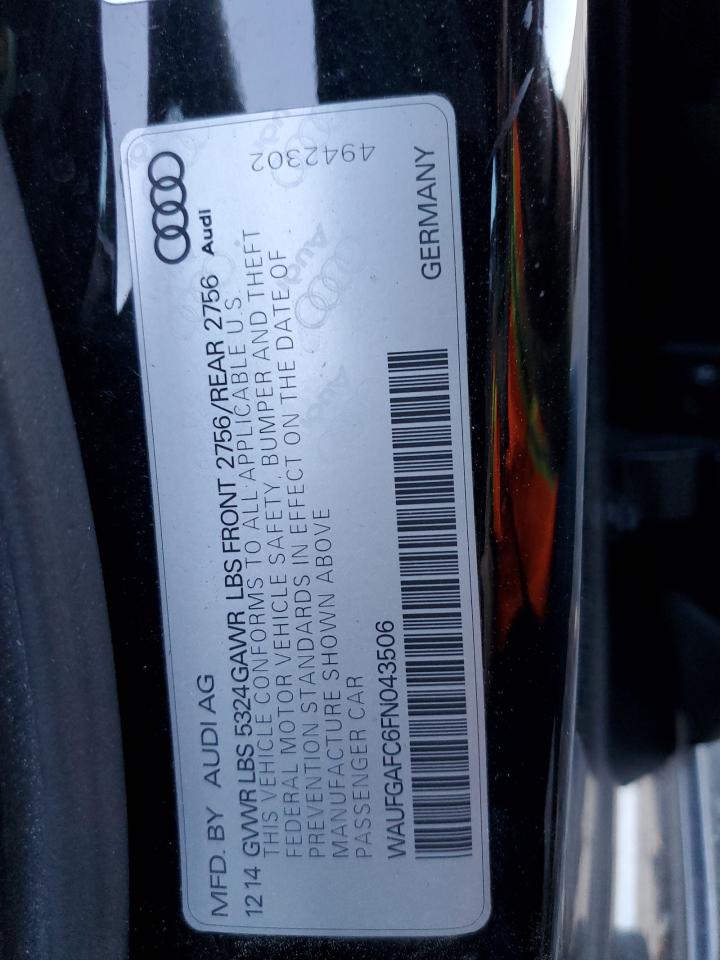 MFD. BY AUDI AG
Audi
12 14 GVWR LBS 5324 GAWR LBS FRONT 2756/REAR 2756
THIS VEHICLE CONFORMS TO ALL APPLICABLE U.S.
FEDERAL MOTOR VEHICLE SAFETY, BUMPER AND THEFT
PREVENTION STANDARDS IN EFFECT ON THE DATE OF
MANUFACTURE SHOWN ABOVE
PASSENGER CAR
4942302
WAUFGAFC6FN043506
GERMANY